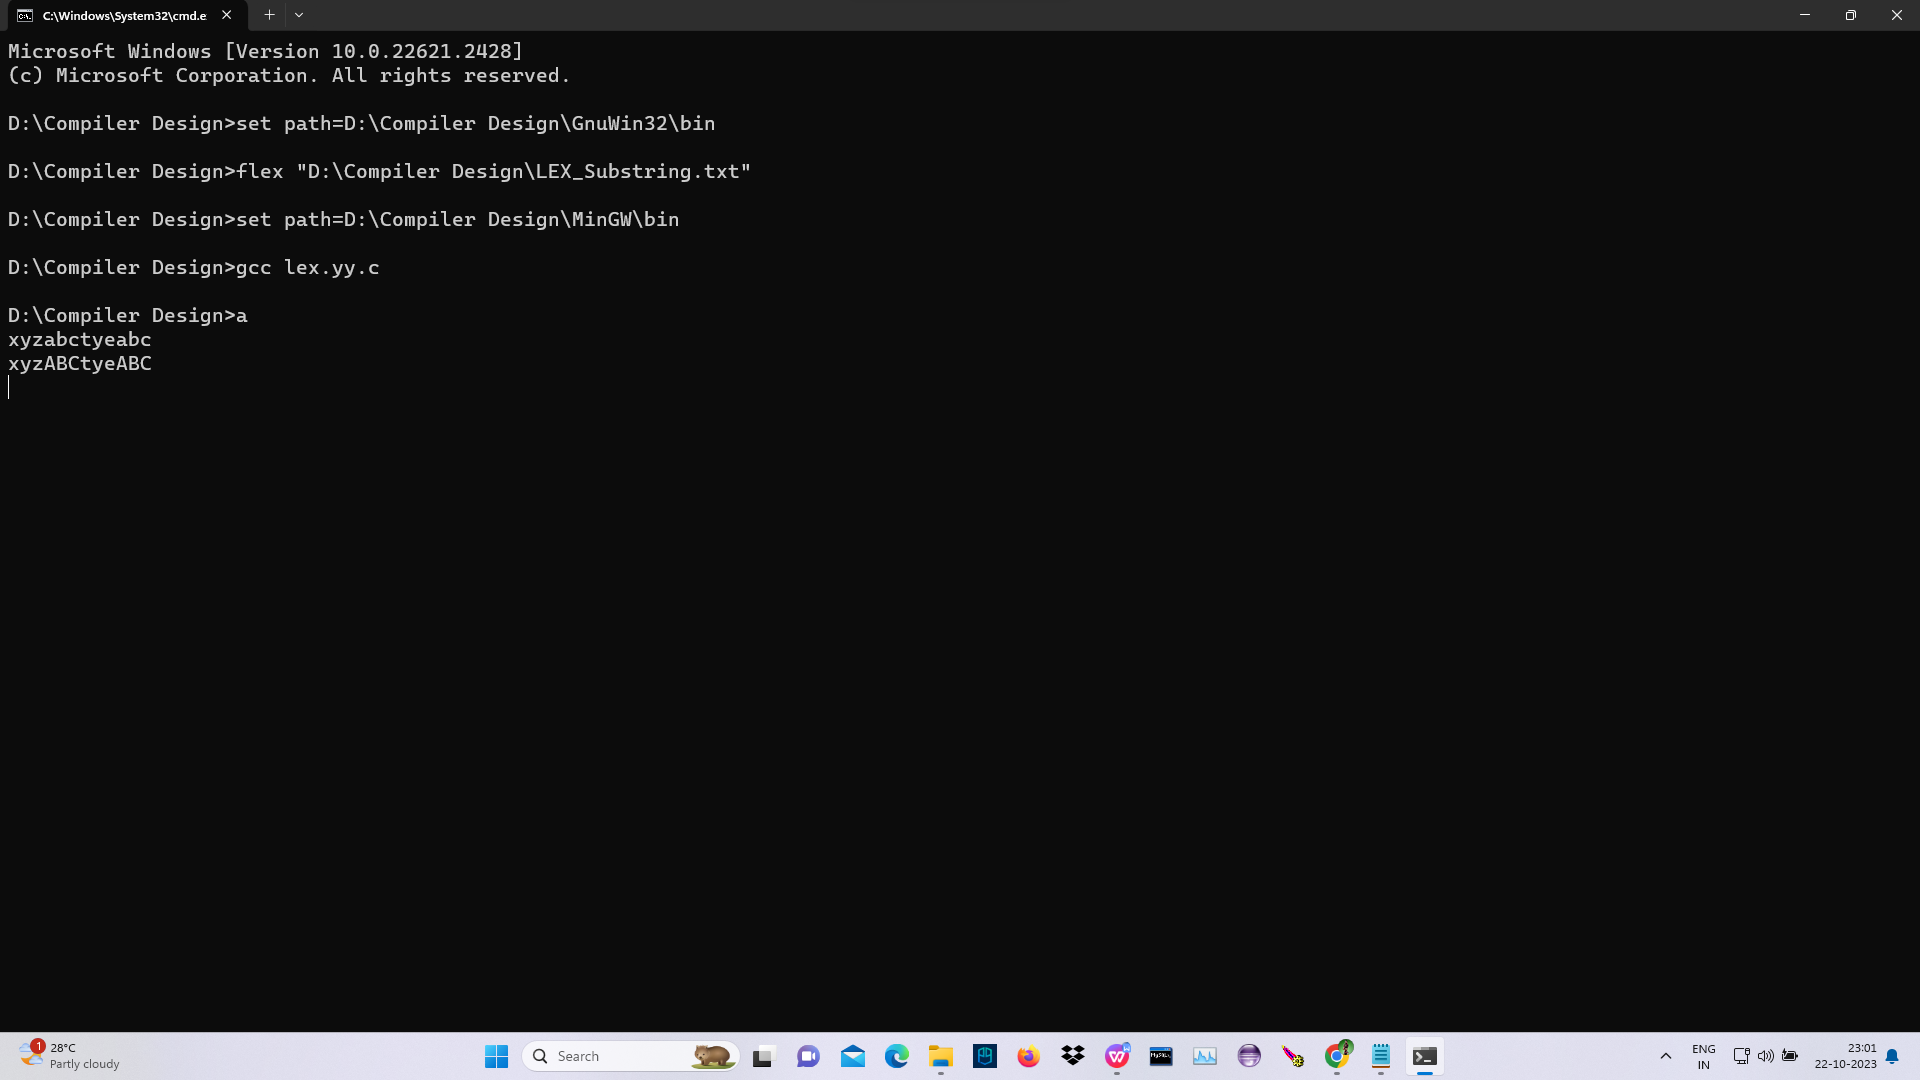 C:\Windows\System32\cmd.e
Microsoft Windows [Version 10.0.22621.2428]
(c) Microsoft Corporation. All rights reserved.
D:\Compiler Design>set path=D:\Compiler Design\GnuWin32\bin
D:\Compiler Design>flex "D:\Compiler Design\LEX_Substring.txt"
D:\Compiler Design>set path=D:\Compiler Design\MinGW\bin
D:\Compiler Design>gcc lex.yy.c
D:\Compiler Design>a
xyzabctyeabc
xyzABCtyeABC
1
28°C
Partly cloudy
Search
MySQL
ENG
IN
23:01
22-10-2023